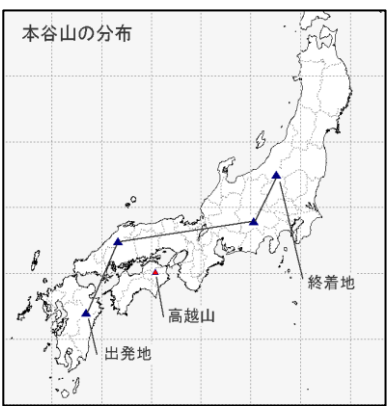 本谷山の分布
終着地
高越山
出発地